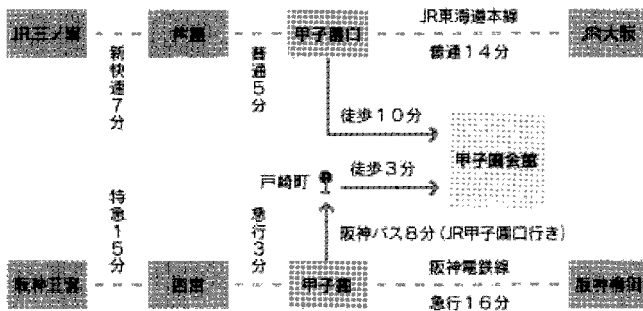 JR三ノ宮
芦屋
甲子園口
JR東海道本線
JR大阪
新快速7分
普通5分
普通14分
徒歩10分
甲子園会館
戸崎町
徒歩3分
特急15分
急行3分
阪神バス8分(JR甲子園口行き)
阪神三宮
西宮
甲子園
阪神電鉄線
阪神梅田
急行16分